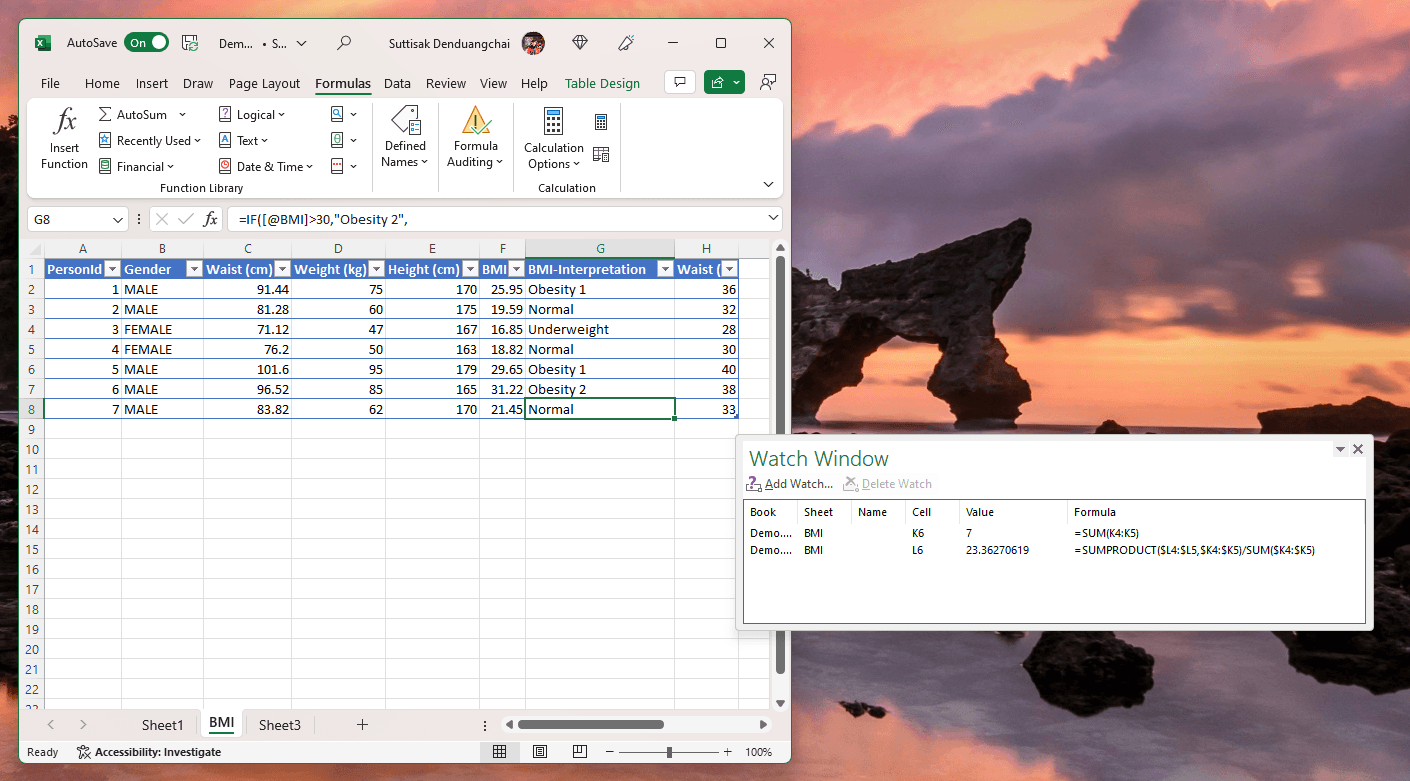 AutoSave On Dem... • S... Suttisak Denduangchai
File Home Insert Draw Page Layout Formulas Data Review View Help Table Design
fx Insert Function
AutoSum
Recently Used
Financial
Logical
Text
Date & Time
Function Library
Defined Names
Formula Auditing
Calculation Options
Calculation
G8 fx =IF([@BMI]>30,"Obesity 2",
A B C D E F G H
1 PersonId Gender Waist (cm) Weight (kg) Height (cm) BMI BMI-Interpretation Waist (
2 1 MALE 91.44 75 170 25.95 Obesity 1 36
3 2 MALE 81.28 60 175 19.59 Normal 32
4 3 FEMALE 71.12 47 167 16.85 Underweight 28
5 4 FEMALE 76.2 50 163 18.82 Normal 30
6 5 MALE 101.6 95 179 29.65 Obesity 1 40
7 6 MALE 96.52 85 165 31.22 Obesity 2 38
8 7 MALE 83.82 62 170 21.45 Normal 33
9
10
11
12
13
14
15
16
17
18
19
20
21
22
23
Sheet1 BMI Sheet3
Ready Accessibility: Investigate 100%
Watch Window
Add Watch... Delete Watch
Book Sheet Name Cell Value Formula
Demo.... BMI K6 7 =SUM(K4:K5)
Demo.... BMI L6 23.36270619 =SUMPRODUCT($L4:$L5,$K4:$K5)/SUM($K4:$K5)